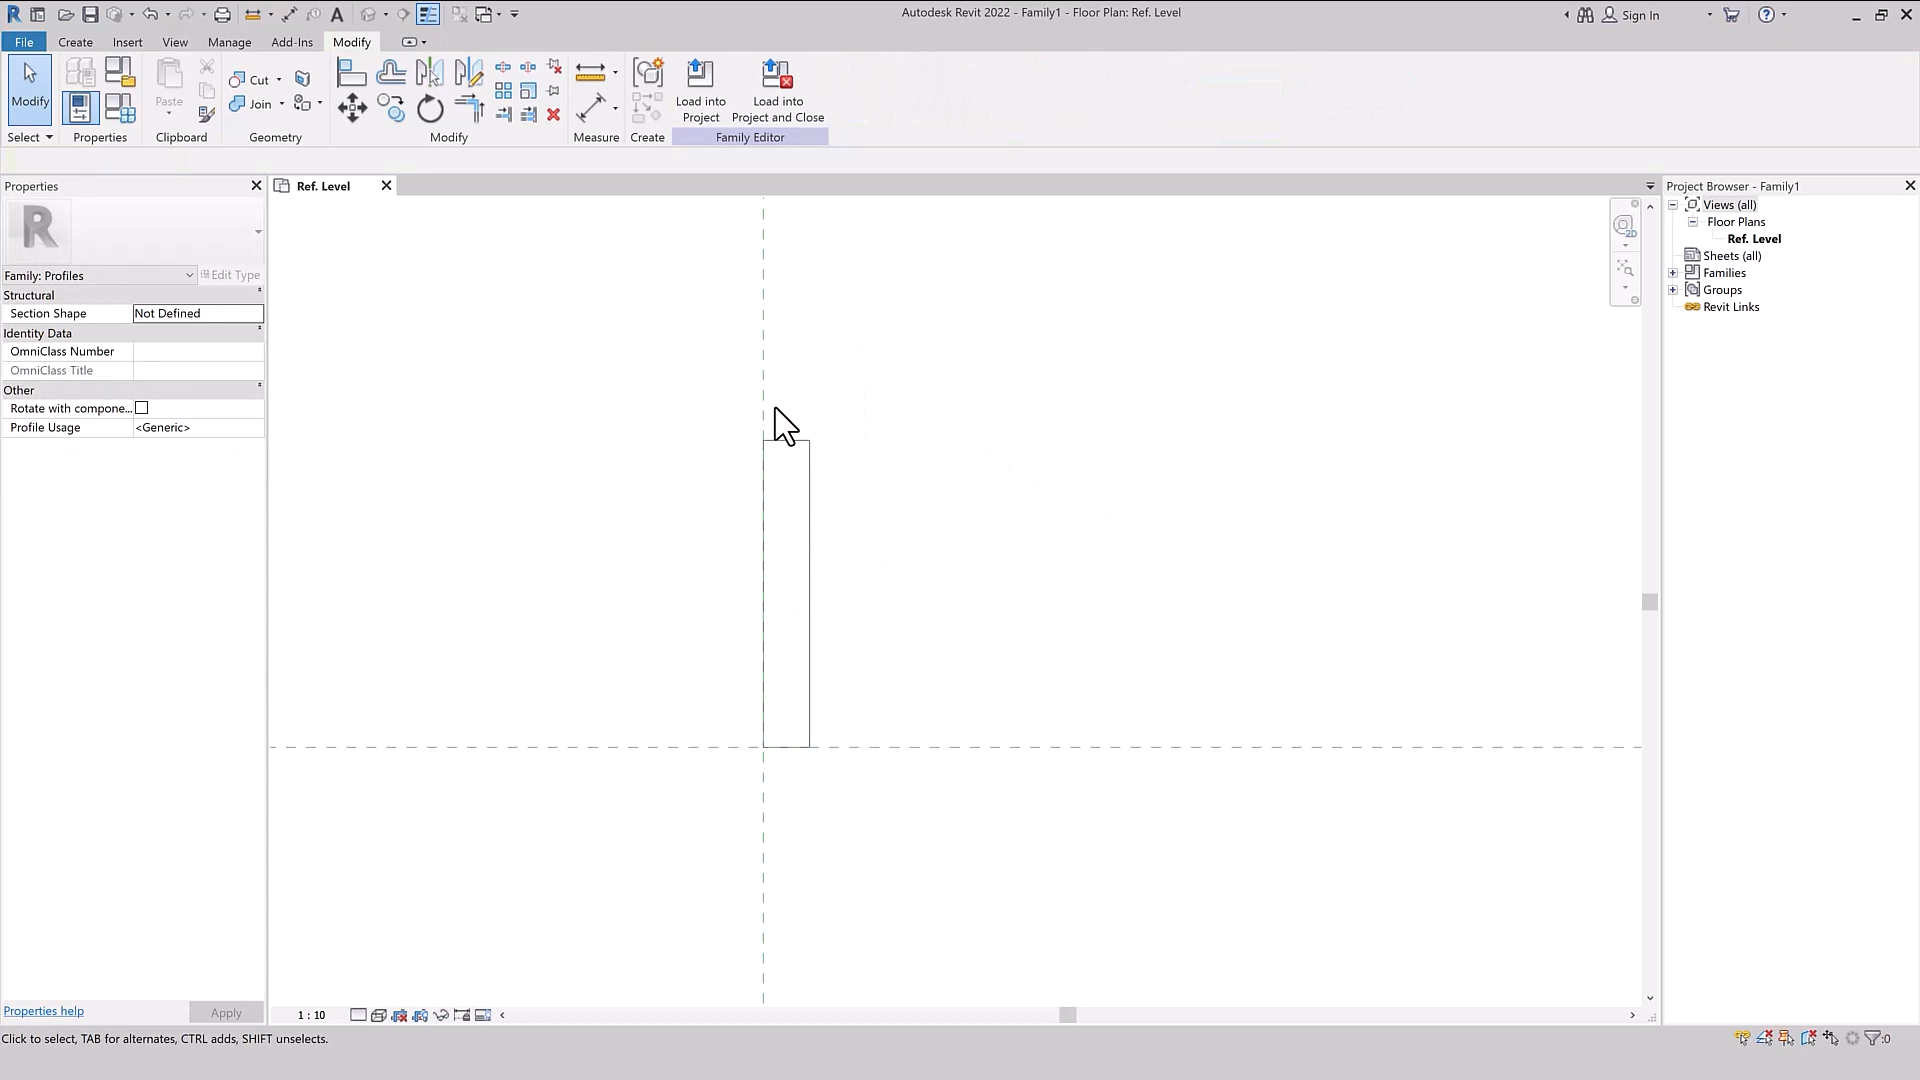 Autodesk Revit 2022 - Family1 - Floor Plan: Ref. Level
Sign In
File
Create
Insert
View
Manage
Add-Ins
Modify
Modify
Paste
Cut
Join
Load into
Project
Load into
Project and Close
Select
Properties
Clipboard
Geometry
Modify
Measure
Create
Family Editor
Properties
Ref. Level
Project Browser - Family1
R
Family: Profiles
Edit Type
Structural
Section Shape
Not Defined
Identity Data
OmniClass Number
OmniClass Title
Other
Rotate with compone...
Profile Usage
<Generic>
2D
Views (all)
Floor Plans
Ref. Level
Sheets (all)
Families
Groups
Revit Links
Properties help
Apply
1 : 10
Click to select, TAB for alternates, CTRL adds, SHIFT unselects.
:0